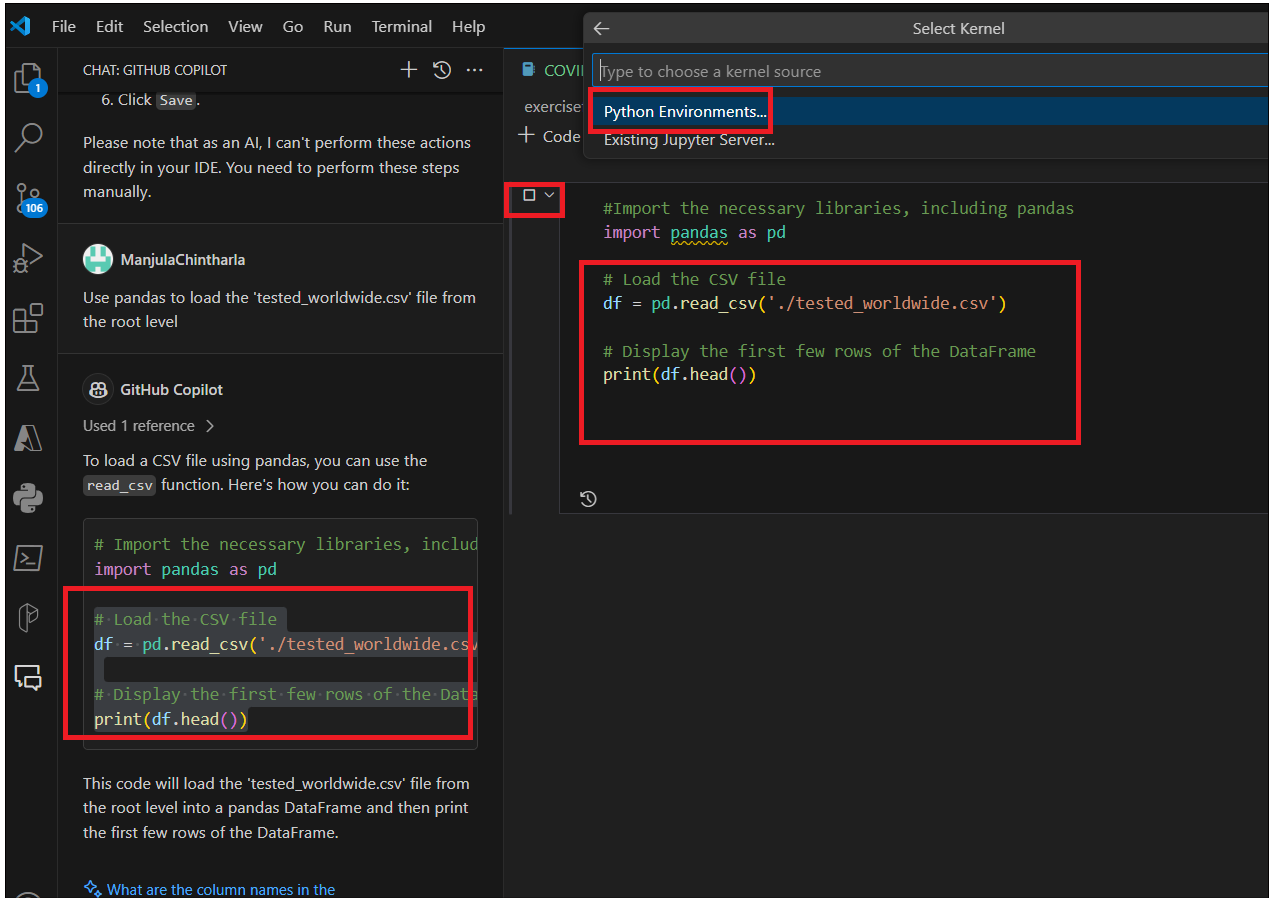 File Edit Selection View Go Run Terminal Help
CHAT: GITHUB COPILOT
6. Click Save.
Please note that as an AI, I can't perform these actions
directly in your IDE. You need to perform these steps
manually.
ManjulaChintharla
Use pandas to load the 'tested_worldwide.csv' file from
the root level
GitHub Copilot
Used 1 reference
To load a CSV file using pandas, you can use the
read_csv function. Here's how you can do it:
# Import the necessary libraries, includ
import pandas as pd
# Load the CSV file
df = pd.read_csv('./tested_worldwide.csv
# Display the first few rows of the Data
print(df.head())
This code will load the 'tested_worldwide.csv' file from
the root level into a pandas DataFrame and then print
the first few rows of the DataFrame.
What are the column names in the
1
106
Select Kernel
Type to choose a kernel source
Python Environments...
Existing Jupyter Server...
COVI
exercise
+ Code
#Import the necessary libraries, including pandas
import pandas as pd
# Load the CSV file
df = pd.read_csv('./tested_worldwide.csv')
# Display the first few rows of the DataFrame
print(df.head())